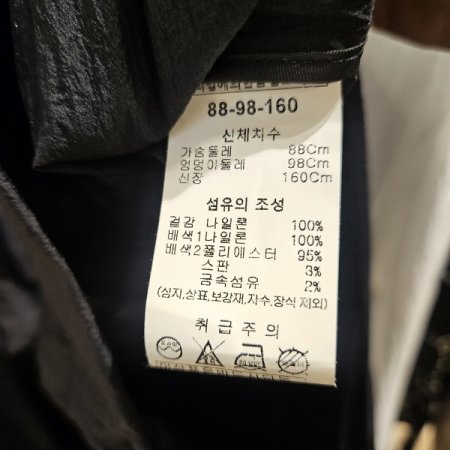 88-98-160
신체치수
가슴둘레 88Cm
엉덩이둘레 98Cm
신장 160Cm
섬유의 조성
겉감 나일론 100%
배색1나일론 100%
배색2폴리에스터 95%
스판 3%
금속섬유 2%
(심지,상표,보강재,자수,장식 제외)
취급주의